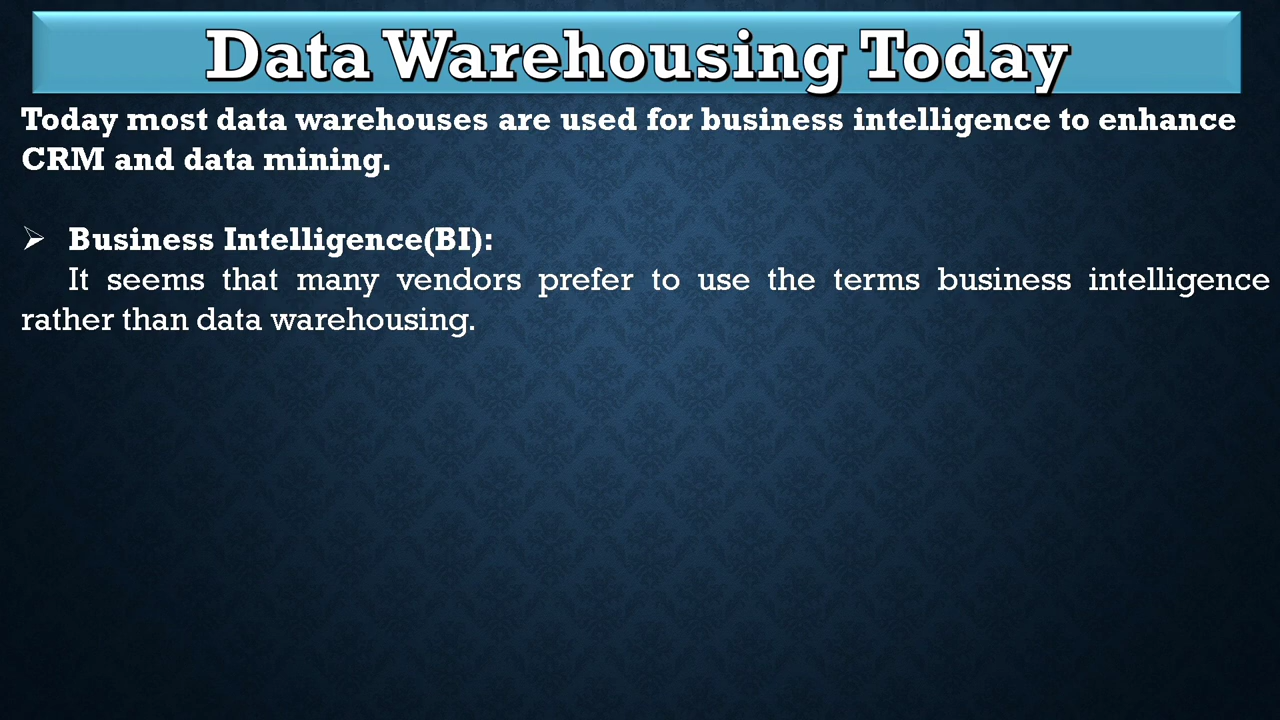 Data Warehousing Today
Today most data warehouses are used for business intelligence to enhance
CRM and data mining.
➢ Business Intelligence(BI):
It seems that many vendors prefer to use the terms business intelligence
rather than data warehousing.